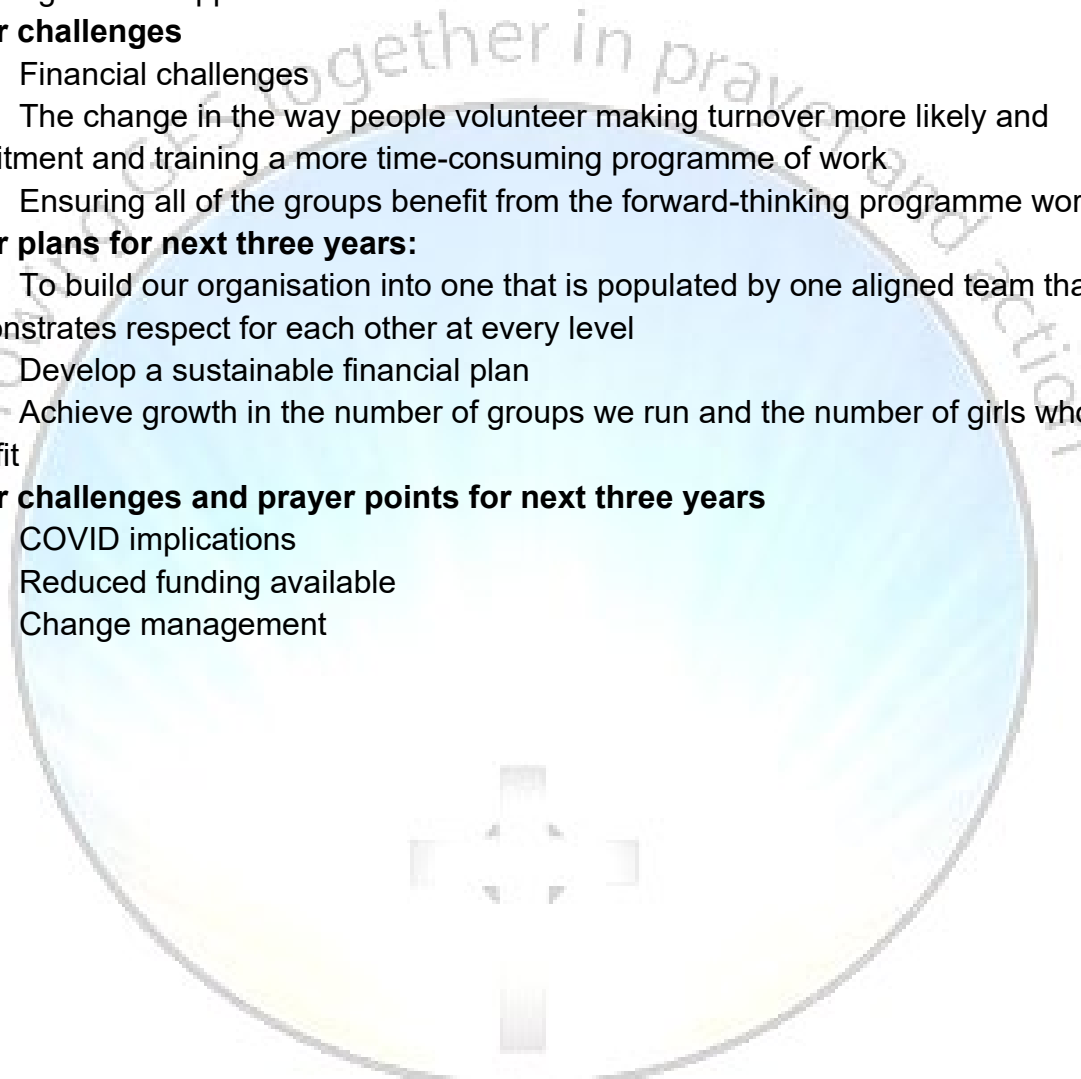 r challenges
Financial challenges
The change in the way people volunteer making turnover more likely and
itment and training a more time-consuming programme of work
Ensuring all of the groups benefit from the forward-thinking programme wor
r plans for next three years:
To build our organisation into one that is populated by one aligned team tha
onstrates respect for each other at every level
Develop a sustainable financial plan
Achieve growth in the number of groups we run and the number of girls who
fit
r challenges and prayer points for next three years
COVID implications
Reduced funding available
Change management
together in prayer and action